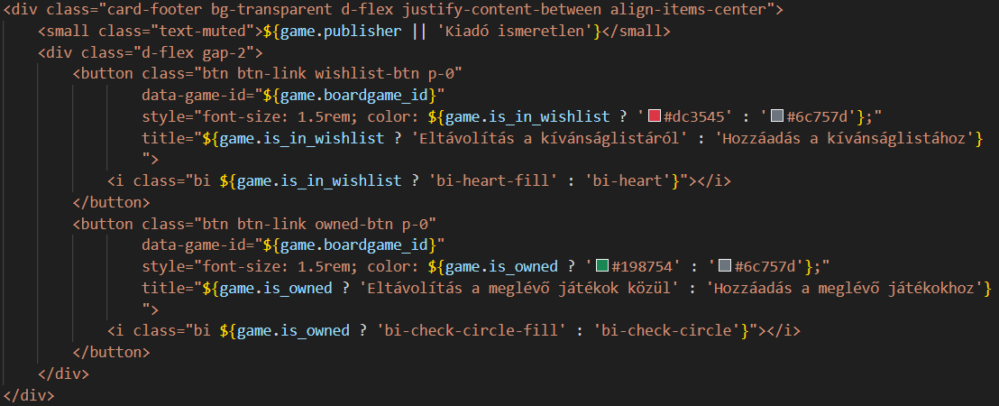 <div class="card-footer bg-transparent d-flex justify-content-between align-items-center">
    <small class="text-muted">${game.publisher || 'Kiadó ismeretlen'}</small>
    <div class="d-flex gap-2">
        <button class="btn btn-link wishlist-btn p-0"
                data-game-id="${game.boardgame_id}"
                style="font-size: 1.5rem; color: ${game.is_in_wishlist ? '#dc3545' : '#6c757d'};"
                title="${game.is_in_wishlist ? 'Eltávolítás a kívánságlistáról' : 'Hozzáadás a kívánságlistához'}
                ">
            <i class="bi ${game.is_in_wishlist ? 'bi-heart-fill' : 'bi-heart'}"></i>
        </button>
        <button class="btn btn-link owned-btn p-0"
                data-game-id="${game.boardgame_id}"
                style="font-size: 1.5rem; color: ${game.is_owned ? '#198754' : '#6c757d'};"
                title="${game.is_owned ? 'Eltávolítás a meglévő játékok közül' : 'Hozzáadás a meglévő játékokhoz'}
                ">
            <i class="bi ${game.is_owned ? 'bi-check-circle-fill' : 'bi-check-circle'}"></i>
        </button>
    </div>
</div>